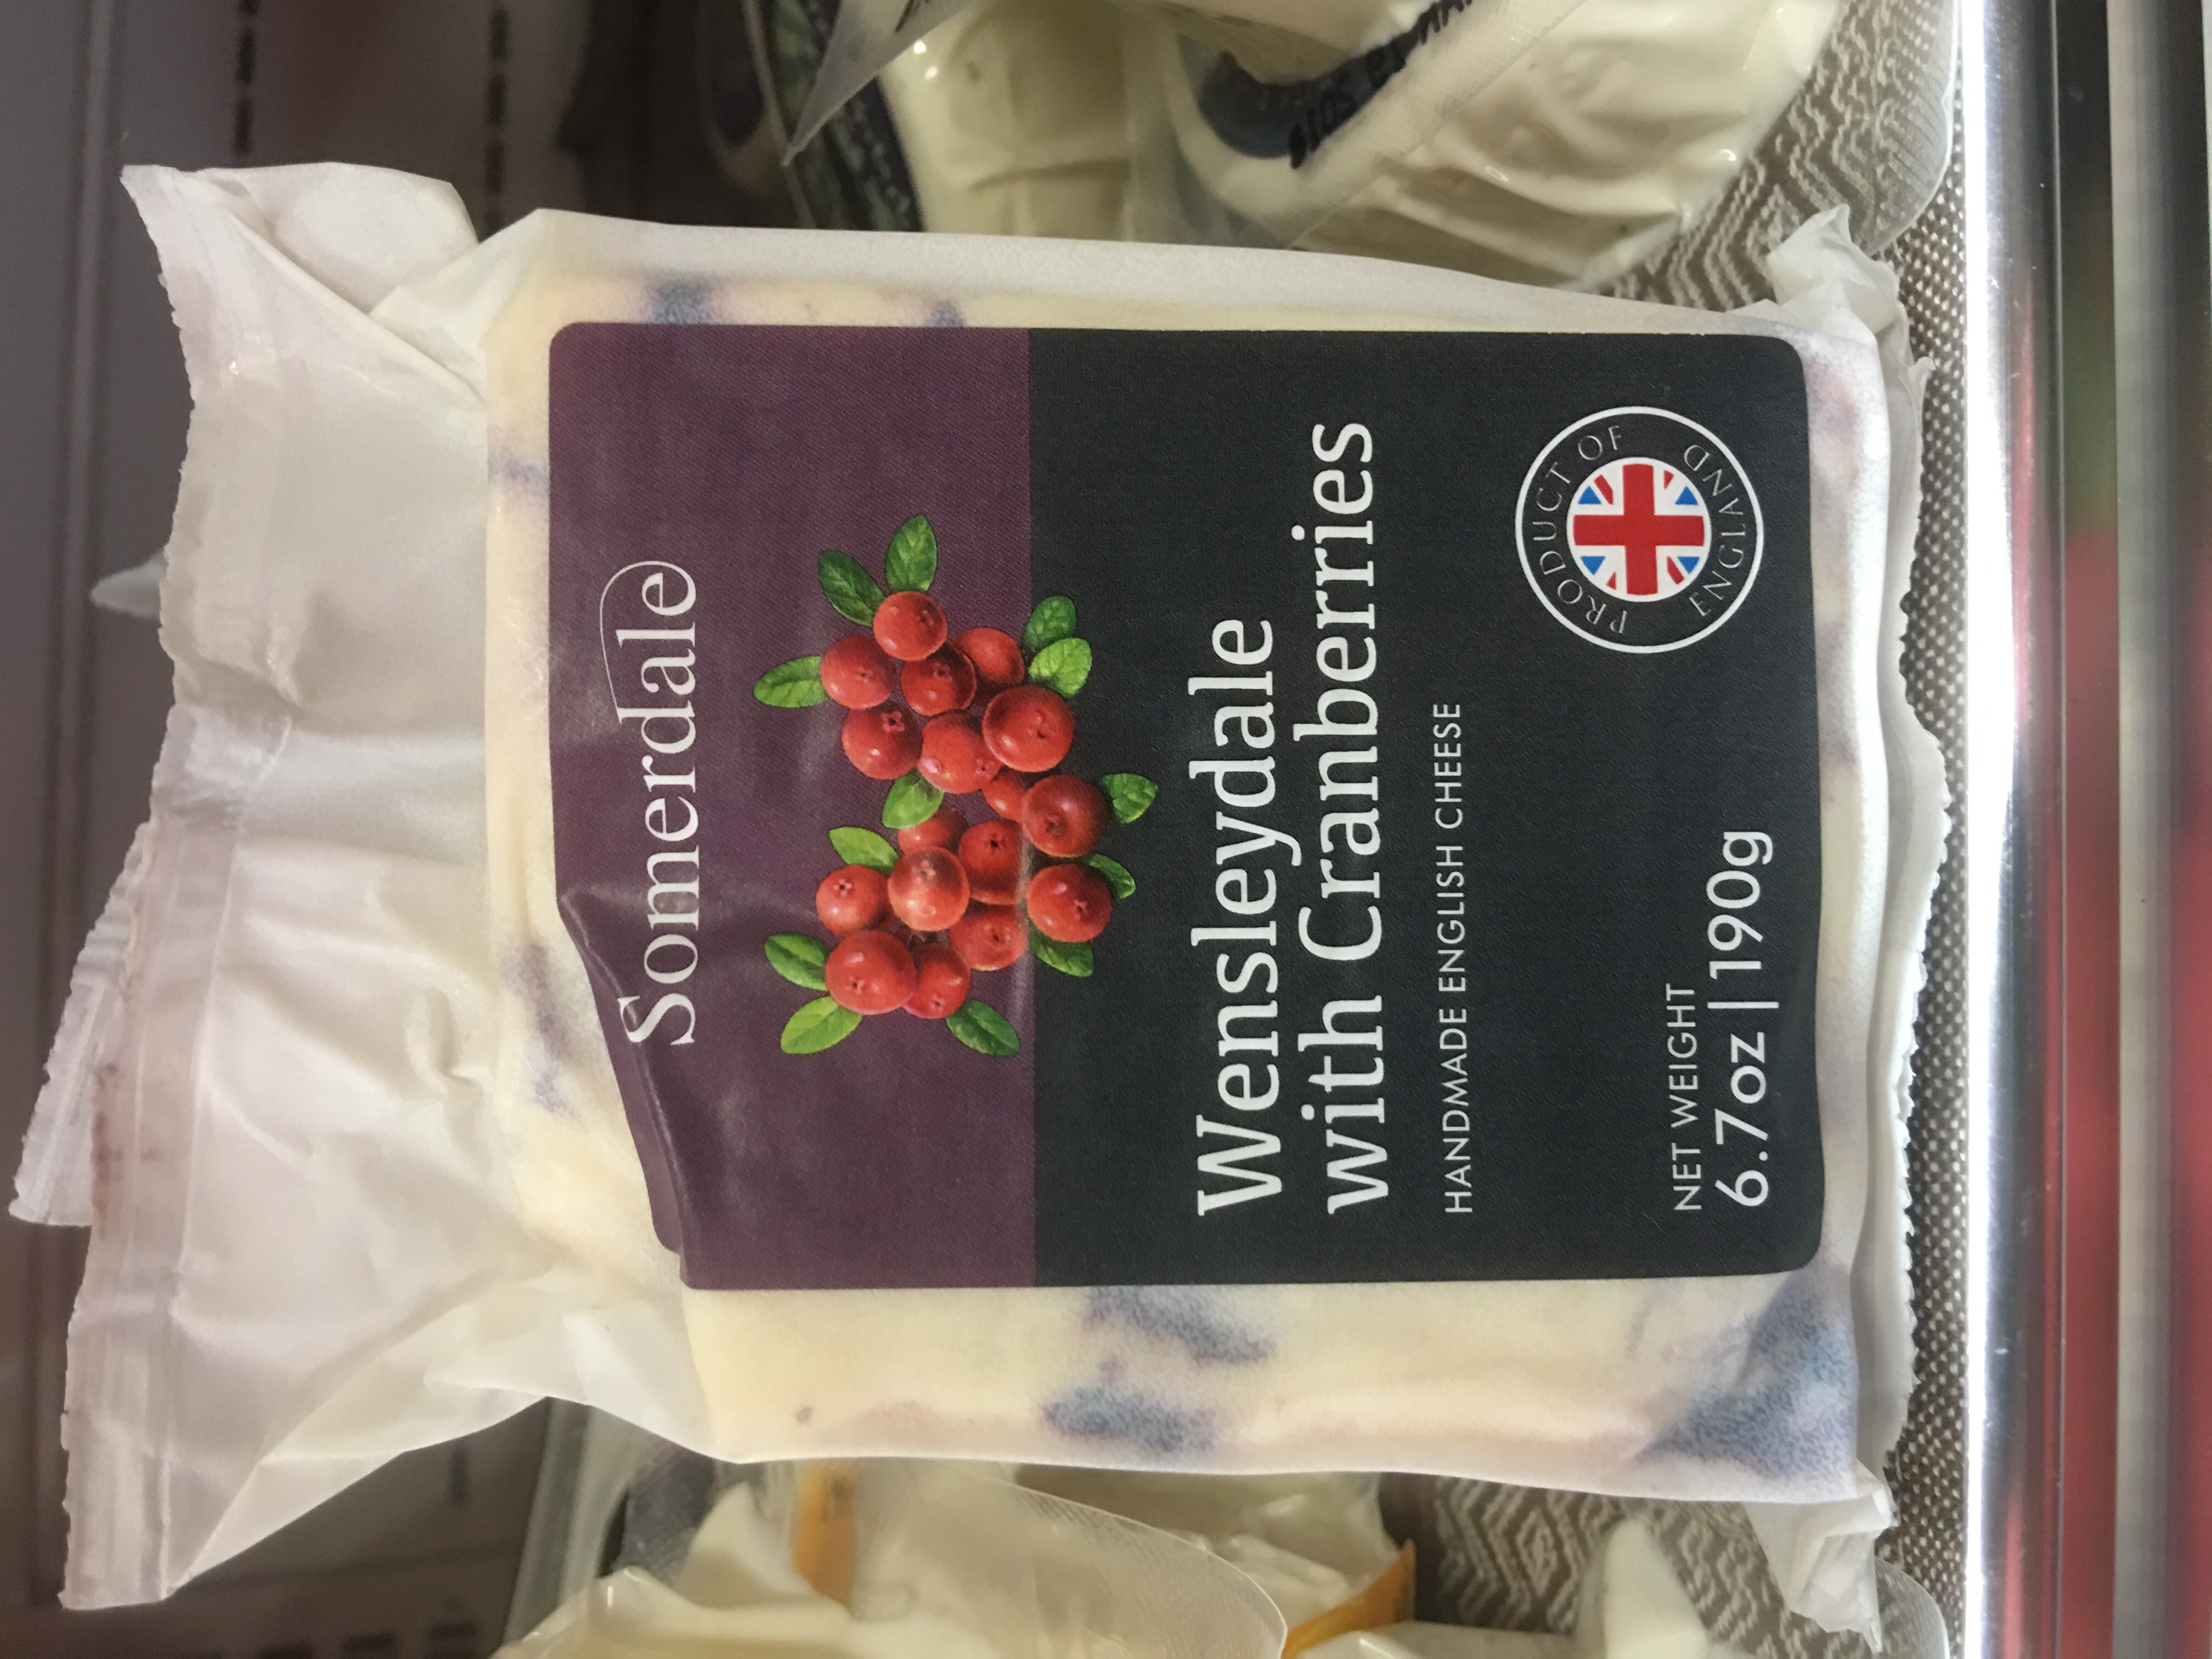 Somerdale
Wensleydale
with Cranberries
HANDMADE ENGLISH CHEESE
PRODUCT OF
ENGLAND
NET WEIGHT
6.7oz | 190g